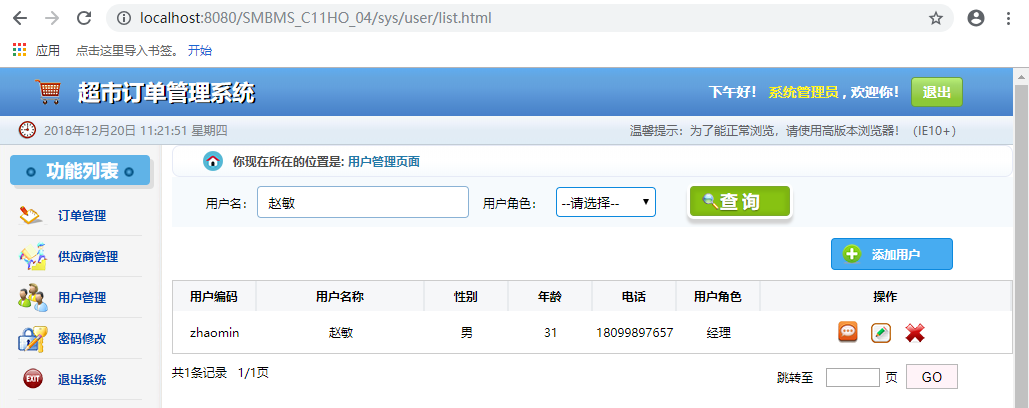 localhost:8080/SMBMS_C11HO_04/sys/user/list.html
应用 点击这里导入书签。 开始
超市订单管理系统 下午好! 系统管理员 , 欢迎你! 退出
2018年12月20日 11:21:51 星期四 温馨提示：为了能正常浏览，请使用高版本浏览器! (IE10+)
功能列表 你现在所在的位置是: 用户管理页面
用户名: 赵敏 用户角色: --请选择-- 查询
订单管理
添加用户
供应商管理
用户管理
密码修改
退出系统
用户编码 用户名称 性别 年龄 电话 用户角色 操作
zhaomin 赵敏 男 31 18099897657 经理
共1条记录 1/1页
跳转至 页 GO
EXIT